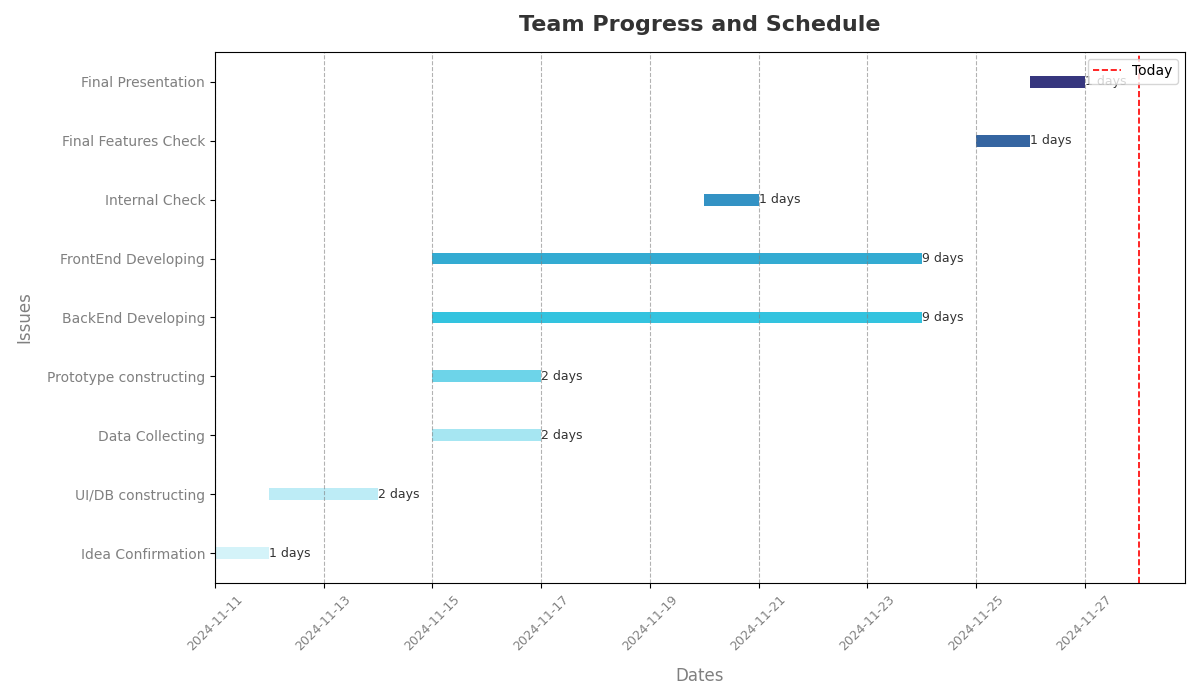 Team Progress and Schedule
Today
Final Presentation
1 days
Final Features Check
1 days
Internal Check
1 days
FrontEnd Developing
9 days
BackEnd Developing
9 days
Prototype constructing
2 days
Data Collecting
2 days
UI/DB constructing
2 days
Idea Confirmation
1 days
Issues
2024-11-11
2024-11-13
2024-11-15
2024-11-17
2024-11-19
2024-11-21
2024-11-23
2024-11-25
2024-11-27
Dates